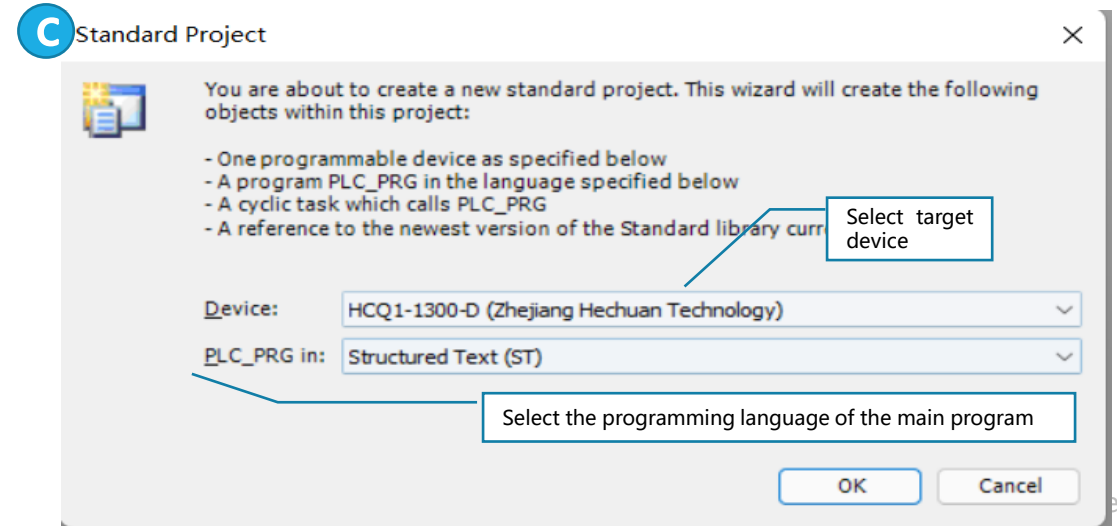 C
Standard Project
You are about to create a new standard project. This wizard will create the following
objects within this project:
- One programmable device as specified below
- A program PLC_PRG in the language specified below
- A cyclic task which calls PLC_PRG
- A reference to the newest version of the Standard library
Select target
device
Device:
HCQ1-1300-D (Zhejiang Hechuan Technology)
PLC_PRG in:
Structured Text (ST)
Select the programming language of the main program
OK
Cancel